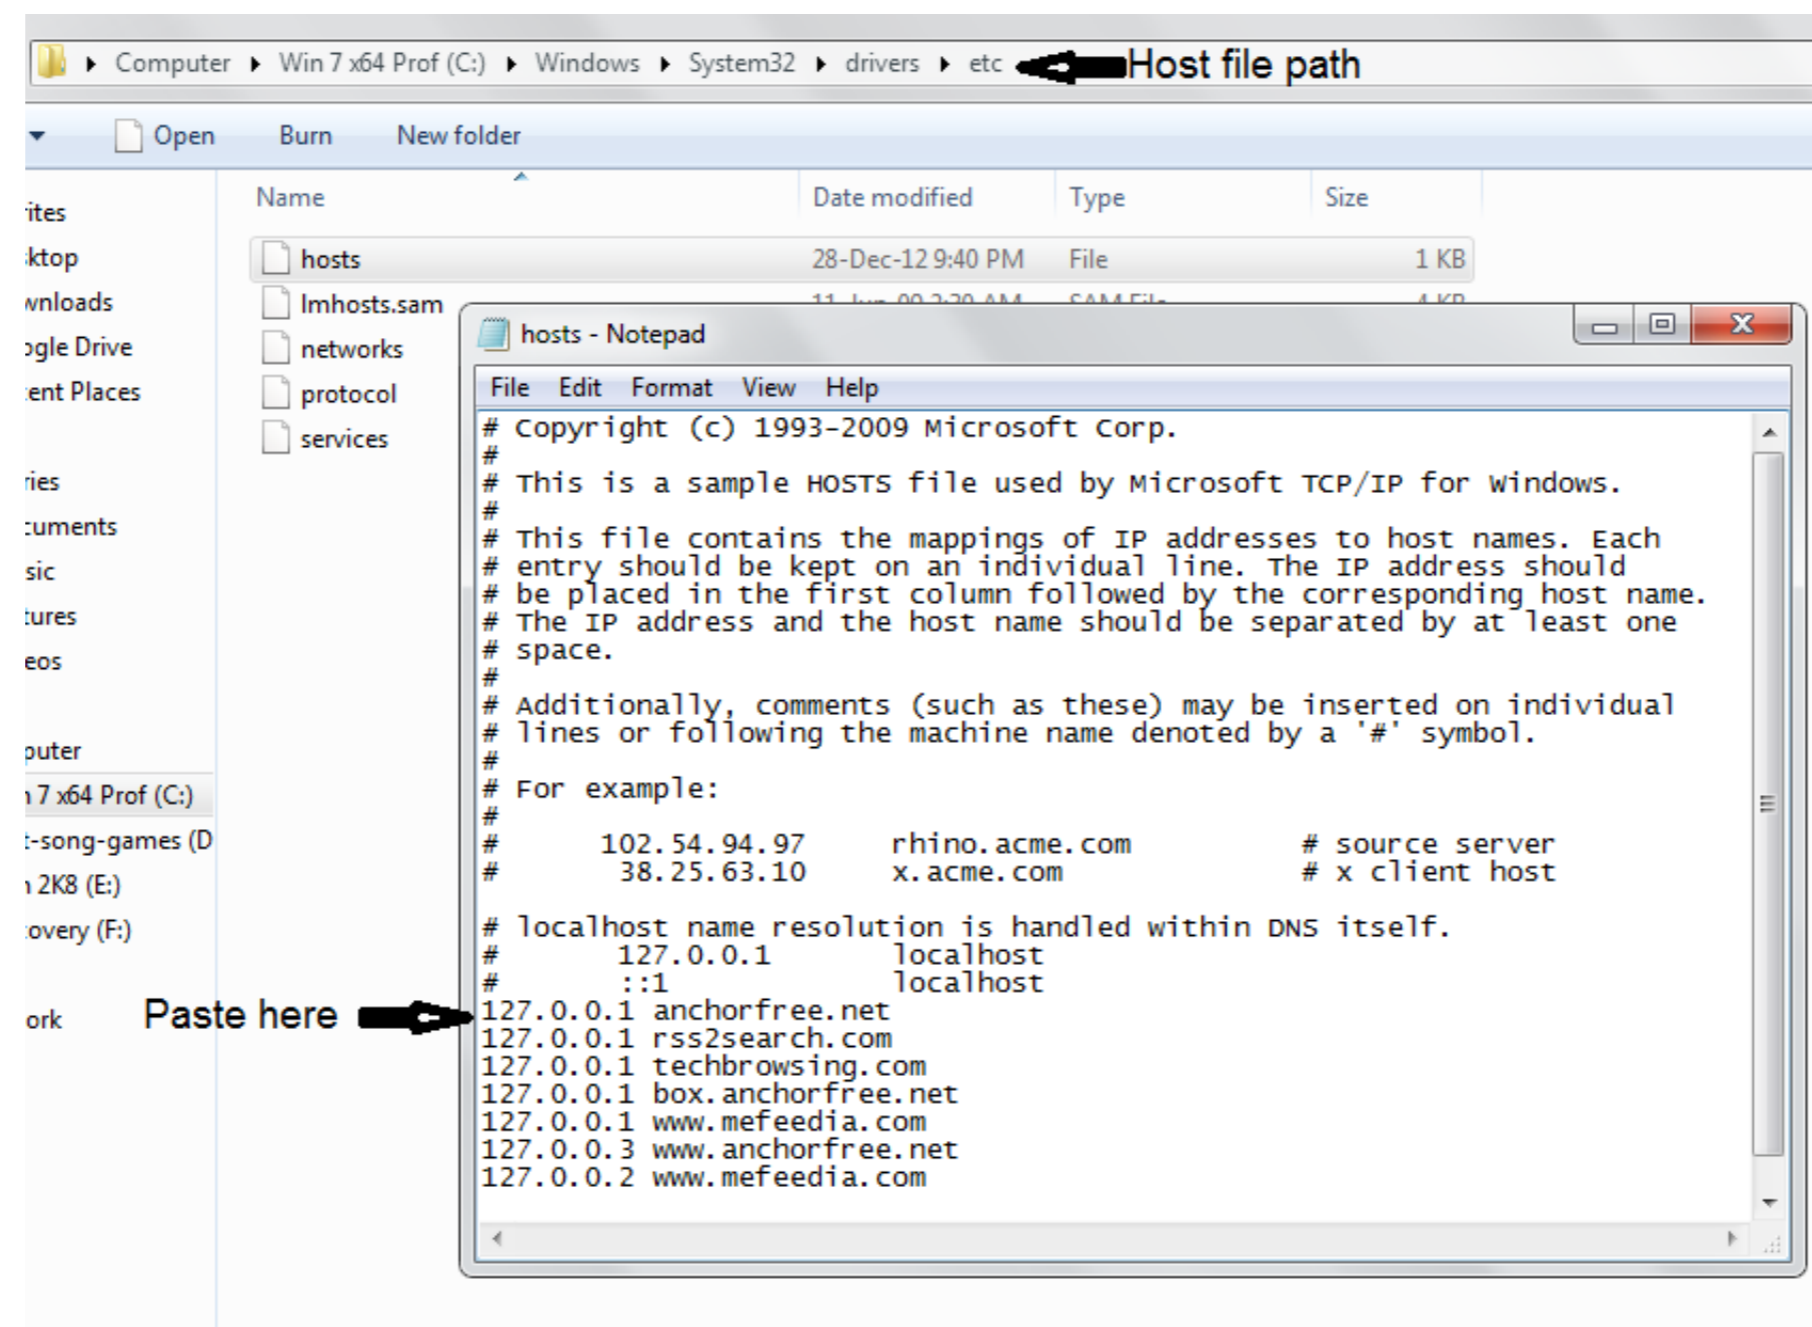 Computer Win 7 x64 Prof (C:) Windows System32 drivers etc Host file path
Open Burn New folder
Name Date modified Type Size
ites
ktop
wnloads
ogle Drive
ent Places
ies
cuments
sic
tures
eos
puter
7 x64 Prof (C:)
t-song-games (D
2K8 (E:)
overy (F:)
ork
hosts 28-Dec-12 9:40 PM File 1 KB
lmhosts.sam
networks
protocol
services
hosts - Notepad
File Edit Format View Help
# Copyright (c) 1993-2009 Microsoft Corp.
#
# This is a sample HOSTS file used by Microsoft TCP/IP for Windows.
#
# This file contains the mappings of IP addresses to host names. Each
# entry should be kept on an individual line. The IP address should
# be placed in the first column followed by the corresponding host name.
# The IP address and the host name should be separated by at least one
# space.
#
# Additionally, comments (such as these) may be inserted on individual
# lines or following the machine name denoted by a '#' symbol.
#
# For example:
#
# 102.54.94.97 rhino.acme.com # source server
# 38.25.63.10 x.acme.com # x client host
# localhost name resolution is handled within DNS itself.
# 127.0.0.1 localhost
# ::1 localhost
Paste here
127.0.0.1 anchorfree.net
127.0.0.1 rss2search.com
127.0.0.1 techbrowsing.com
127.0.0.1 box.anchorfree.net
127.0.0.1 www.mefeedia.com
127.0.0.3 www.anchorfree.net
127.0.0.2 www.mefeedia.com